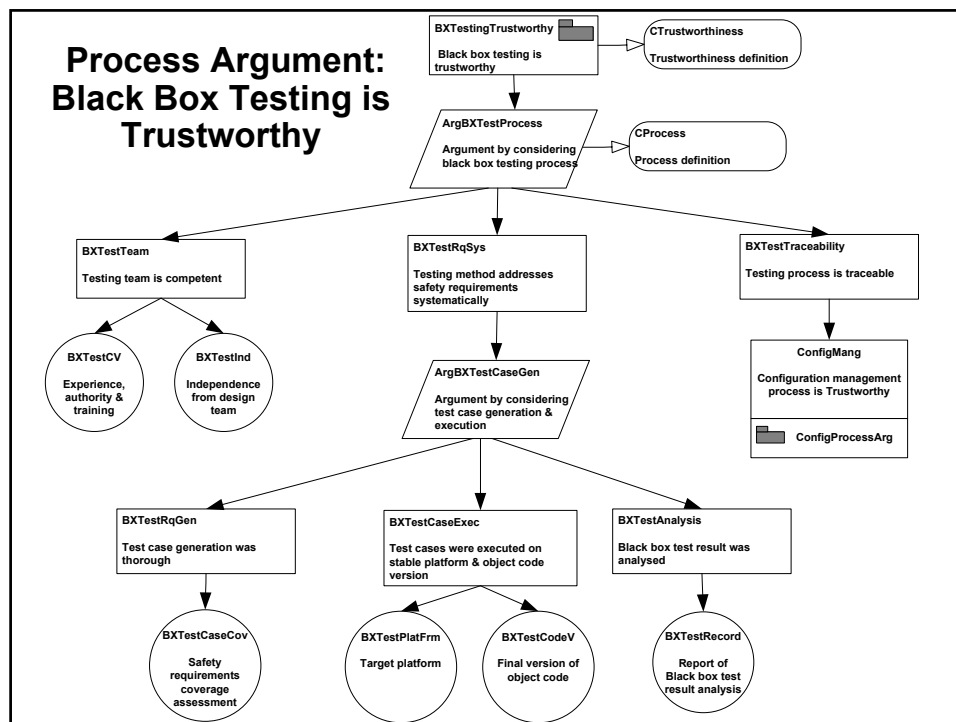 Process Argument:
Black Box Testing is
Trustworthy
BXTestingTrustworthy
Black box testing is
trustworthy
CTrustworthiness
Trustworthiness definition
ArgBXTestProcess
Argument by considering
black box testing process
CProcess
Process definition
BXTestTeam
Testing team is competent
BXTestRqSys
Testing method addresses
safety requirements
systematically
BXTestTraceability
Testing process is traceable
BXTestCV
Experience,
authority &
training
BXTestInd
Independence
from design
team
ArgBXTestCaseGen
Argument by considering
test case generation &
execution
ConfigMang
Configuration management
process is Trustworthy
ConfigProcessArg
BXTestRqGen
Test case generation was
thorough
BXTestCaseExec
Test cases were executed on
stable platform & object code
version
BXTestAnalysis
Black box test result was
analysed
BXTestCaseCov
Safety
requirements
coverage
assessment
BXTestPlatFrm
Target platform
BXTestCodeV
Final version of
object code
BXTestRecord
Report of
Black box test
result analysis